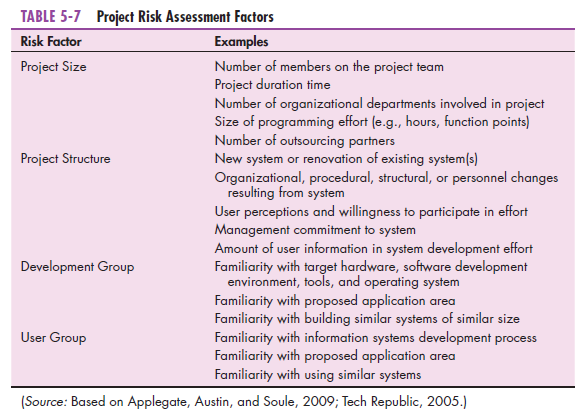 TABLE 5-7 Project Risk Assessment Factors
Risk Factor Examples
Project Size Number of members on the project team
Project duration time
Number of organizational departments involved in project
Size of programming effort (e.g., hours, function points)
Number of outsourcing partners
Project Structure New system or renovation of existing system(s)
Organizational, procedural, structural, or personnel changes
resulting from system
User perceptions and willingness to participate in effort
Management commitment to system
Amount of user information in system development effort
Development Group Familiarity with target hardware, software development
environment, tools, and operating system
Familiarity with proposed application area
Familiarity with building similar systems of similar size
User Group Familiarity with information systems development process
Familiarity with proposed application area
Familiarity with using similar systems
(Source: Based on Applegate, Austin, and Soule, 2009; Tech Republic, 2005.)